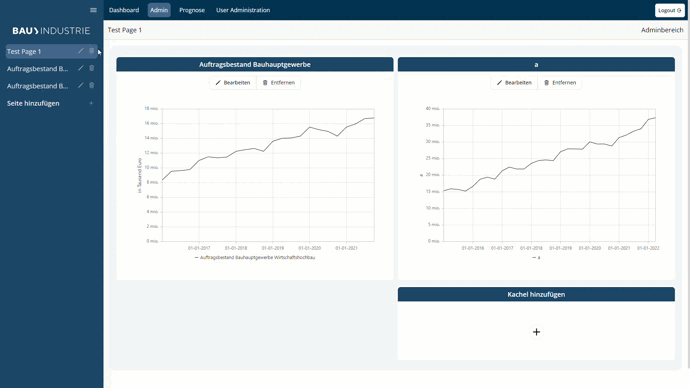 Dashboard Admin Prognose User Administration Logout
BAU INDUSTRIE
Test Page 1 Adminbereich
Test Page 1
Auftragsbestand B...
Auftragsbestand B...
Seite hinzufügen +
Auftragsbestand Bauhauptgewerbe
Bearbeiten Entfernen
18 mio.
16 mio.
14 mio.
12 mio.
10 mio.
8 mio.
6 mio.
4 mio.
2 mio.
0 mio.
in Tausend Euro
01-01-2017 01-01-2018 01-01-2019 01-01-2020 01-01-2021
Auftragsbestand Bauhauptgewerbe Wirtschaftshochbau
a
Bearbeiten Entfernen
40 mio.
35 mio.
30 mio.
25 mio.
20 mio.
15 mio.
10 mio.
5 mio.
0 mio.
a
01-01-2016 01-01-2017 01-01-2018 01-01-2019 01-01-2020 01-01-2021 01-01-2022
a
Kachel hinzufügen
+